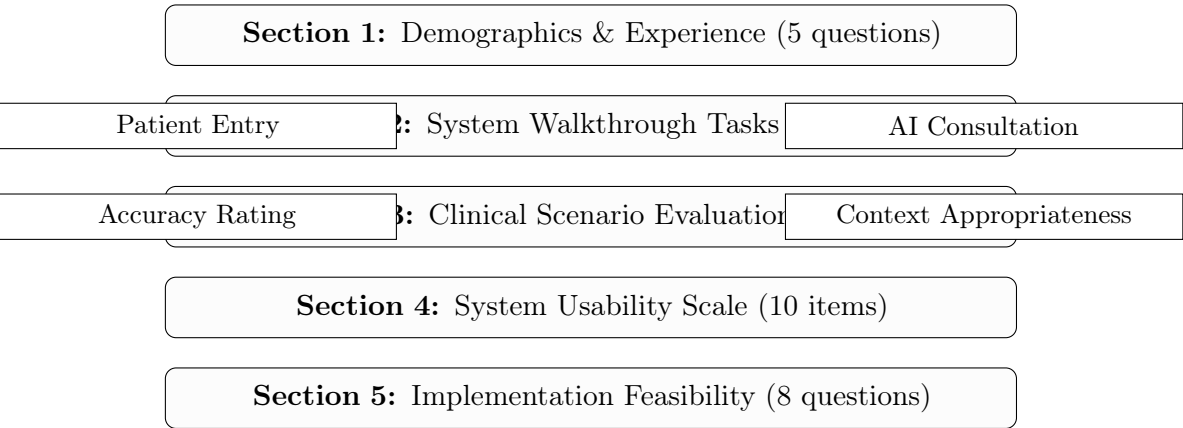 Section 1: Demographics & Experience (5 questions)
Patient Entry
2: System Walkthrough Tasks
AI Consultation
Accuracy Rating
3: Clinical Scenario Evaluation
Context Appropriateness
Section 4: System Usability Scale (10 items)
Section 5: Implementation Feasibility (8 questions)